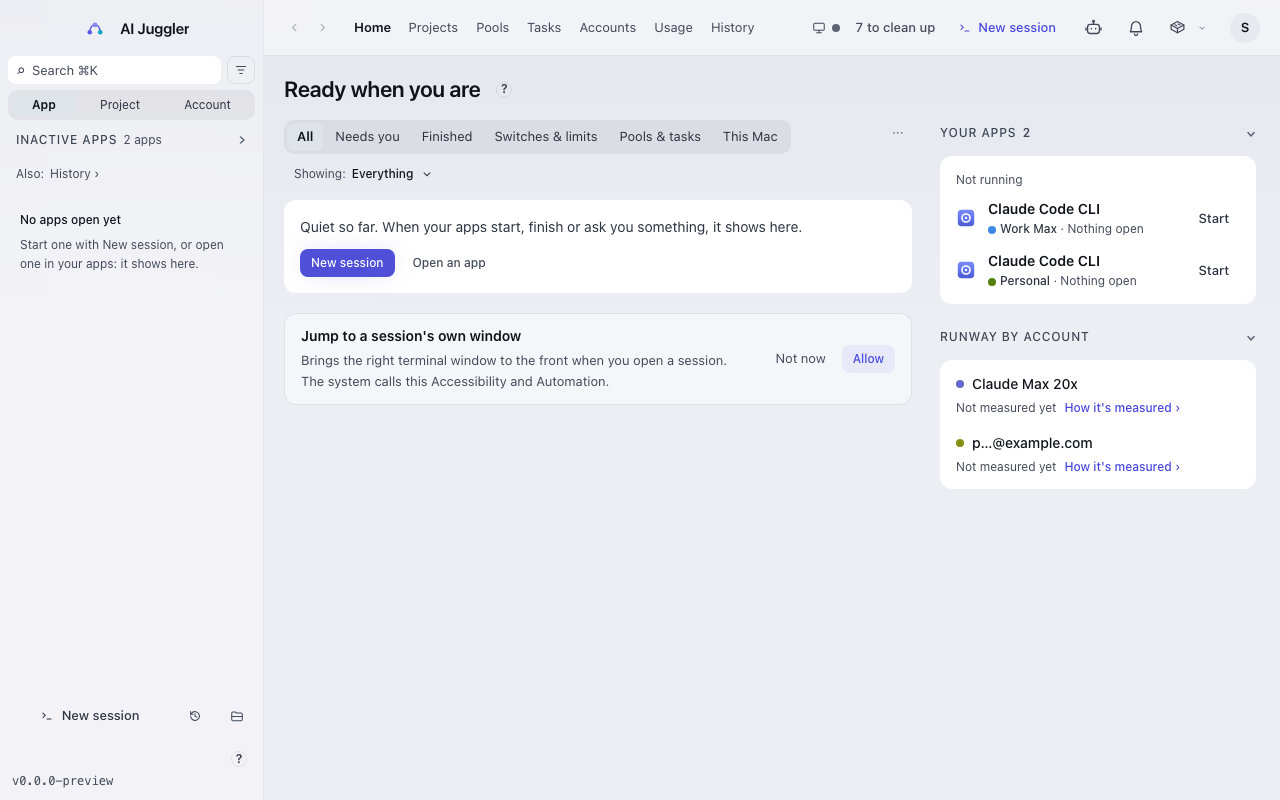 AI Juggler
Search ⌘K
App
Project
Account
INACTIVE APPS 2 apps
Also: History ›
No apps open yet
Start one with New session, or open
one in your apps: it shows here.
New session
?
v0.0.0-preview
Home
Projects
Pools
Tasks
Accounts
Usage
History
7 to clean up
New session
S
Ready when you are
?
All
Needs you
Finished
Switches & limits
Pools & tasks
This Mac
...
Showing: Everything
Quiet so far. When your apps start, finish or ask you something, it shows here.
New session
Open an app
Jump to a session's own window
Brings the right terminal window to the front when you open a session.
The system calls this Accessibility and Automation.
Not now
Allow
YOUR APPS 2
Not running
Claude Code CLI
Work Max · Nothing open
Start
Claude Code CLI
Personal · Nothing open
Start
RUNWAY BY ACCOUNT
Claude Max 20x
Not measured yet How it's measured ›
p...@example.com
Not measured yet How it's measured ›